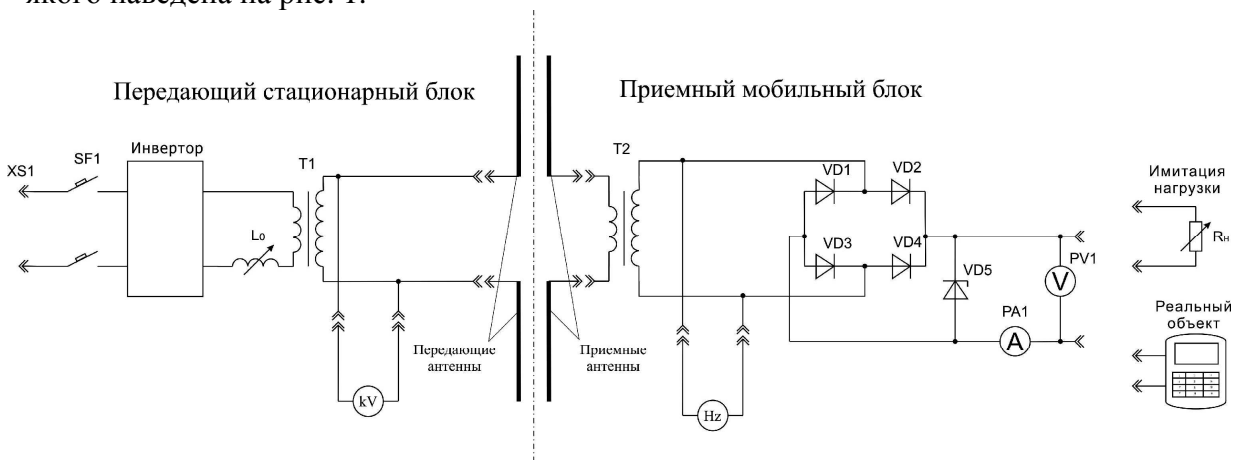 якого наведена на рис. 1.
Передающий стационарный блок
Приемный мобильный блок
XS1
SF1
Инвертор
T1
L₀
kV
Передающие
антенны
Приемные
антенны
T2
Hz
VD1
VD2
VD3
VD4
VD5
PA1
A
PV1
V
Имитация
нагрузки
Rн
Реальный
объект